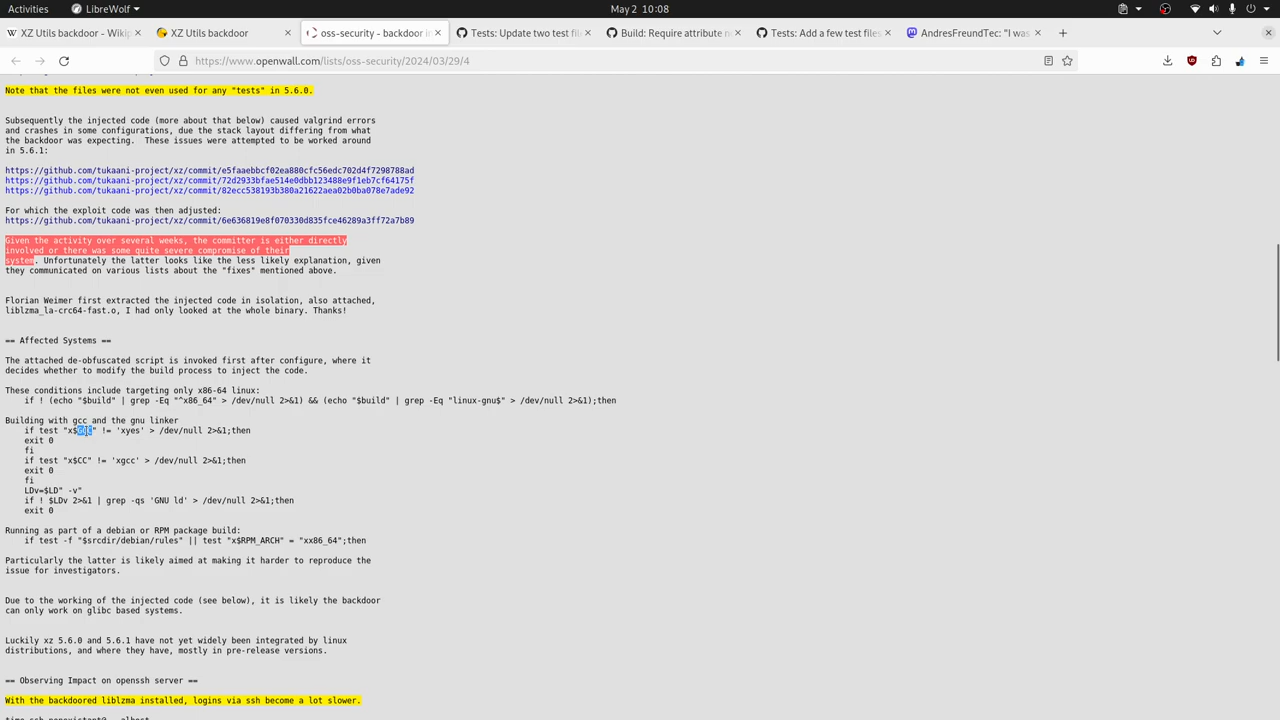 Activities LibreWolf May 2 10:08
XZ Utils backdoor - Wikip XZ Utils backdoor oss-security - backdoor in Tests: Update two test file Build: Require attribute n Tests: Add a few test files AndresFreundTec: "I was
https://www.openwall.com/lists/oss-security/2024/03/29/4
Note that the files were not even used for any "tests" in 5.6.0.
Subsequently the injected code (more about that below) caused valgrind errors
and crashes in some configurations, due the stack layout differing from what
the backdoor was expecting. These issues were attempted to be worked around
in 5.6.1:
https://github.com/tukaani-project/xz/commit/e5faaebbcf02ea880cfc56edc702d4f7298788ad
https://github.com/tukaani-project/xz/commit/72d2933bfae514e0dbb123488e9f1eb7cf64175f
https://github.com/tukaani-project/xz/commit/82ecc538193b380a21622aea02b0ba078e7ade92
For which the exploit code was then adjusted:
https://github.com/tukaani-project/xz/commit/6e636819e8f070330d835fce46289a3ff72a7b89
Given the activity over several weeks, the committer is either directly
involved or there was some quite severe compromise of their
system. Unfortunately the latter looks like the less likely explanation, given
they communicated on various lists about the "fixes" mentioned above.
Florian Weimer first extracted the injected code in isolation, also attached,
liblzma_la-crc64-fast.o, I had only looked at the whole binary. Thanks!
== Affected Systems ==
The attached de-obfuscated script is invoked first after configure, where it
decides whether to modify the build process to inject the code.
These conditions include targeting only x86-64 linux:
if ! (echo "$build" | grep -Eq "^x86_64" > /dev/null 2>&1) && (echo "$build" | grep -Eq "linux-gnu$" > /dev/null 2>&1);then
Building with gcc and the gnu linker
if test "x$GCC" != 'xyes' > /dev/null 2>&1;then
exit 0
fi
if test "x$CC" != 'xgcc' > /dev/null 2>&1;then
exit 0
fi
LDv=$LD" -v"
if ! $LDv 2>&1 | grep -qs 'GNU ld' > /dev/null 2>&1;then
exit 0
Running as part of a debian or RPM package build:
if test -f "$srcdir/debian/rules" || test "x$RPM_ARCH" = "xx86_64";then
Particularly the latter is likely aimed at making it harder to reproduce the
issue for investigators.
Due to the working of the injected code (see below), it is likely the backdoor
can only work on glibc based systems.
Luckily xz 5.6.0 and 5.6.1 have not yet widely been integrated by linux
distributions, and where they have, mostly in pre-release versions.
== Observing Impact on openssh server ==
With the backdoored liblzma installed, logins via ssh become a lot slower.